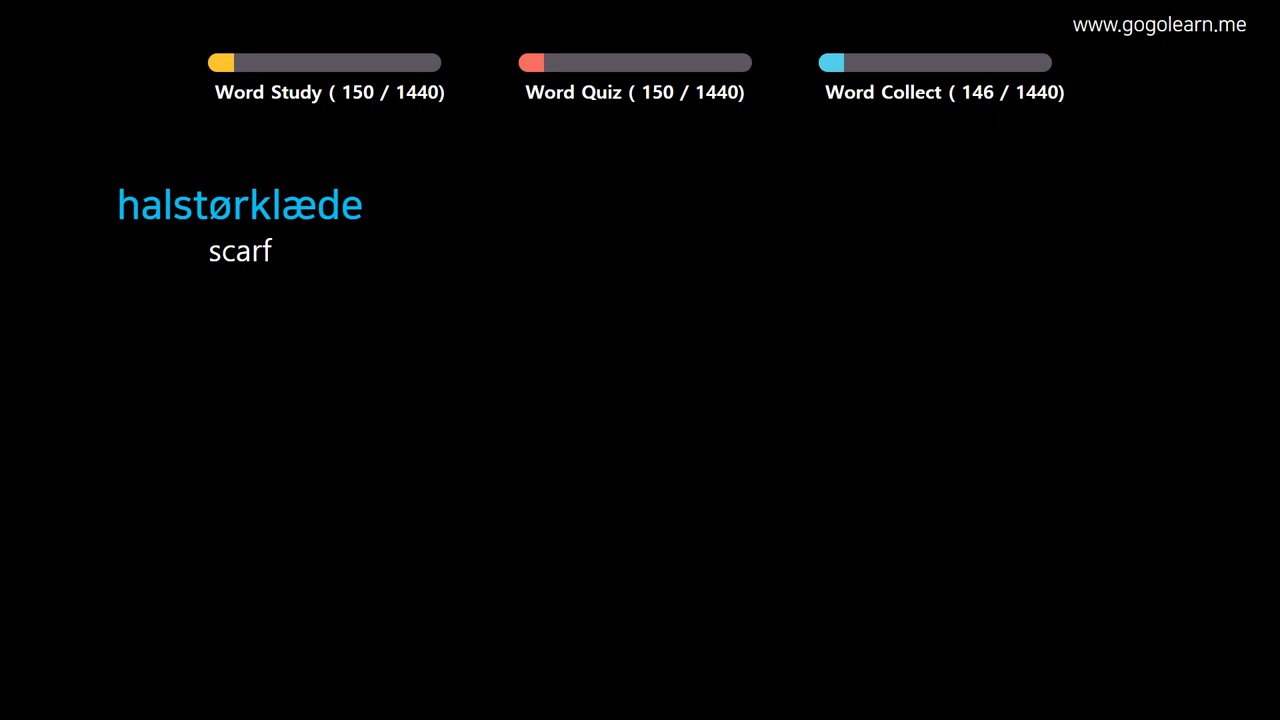 www.gogolearn.me
Word Study ( 150 / 1440)
Word Quiz ( 150 / 1440)
Word Collect ( 146 / 1440)
halstørklæde
scarf